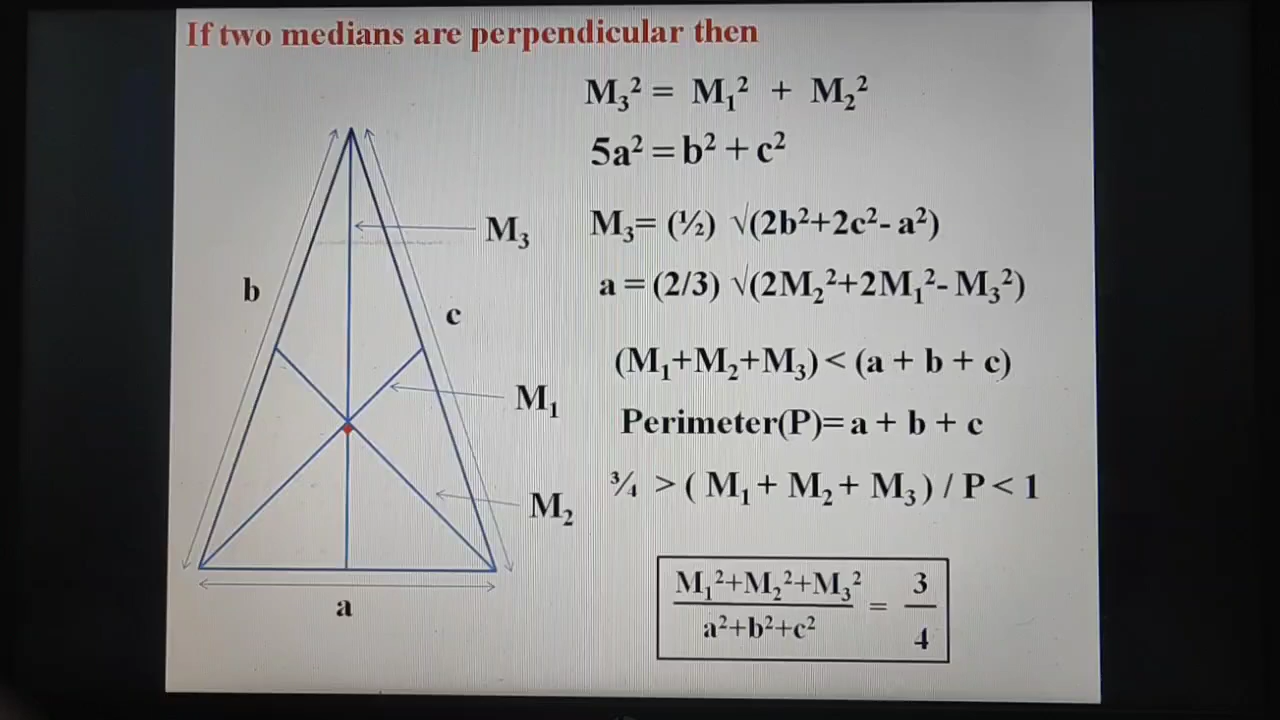 If two medians are perpendicular then
M₃² = M₁² + M₂²
5a² = b² + c²
M₃= (½) √(2b²+2c²- a²)
a = (2/3) √(2M₂²+2M₁²- M₃²)
(M₁+M₂+M₃) < (a + b + c)
Perimeter(P)= a + b + c
¾ > ( M₁ + M₂ + M₃ ) / P < 1
M₁²+M₂²+M₃²
a²+b²+c²
=
3
4
M₃
b
c
M₁
M₂
a